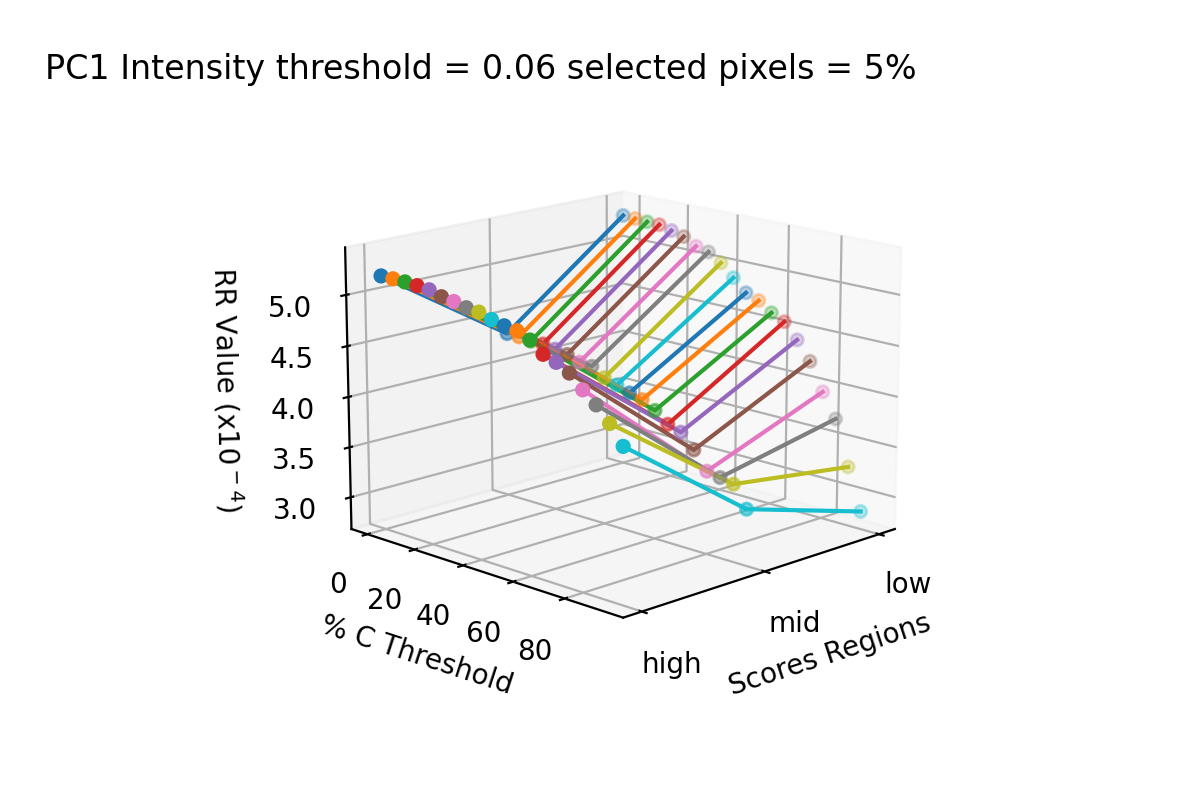 PC1 Intensity threshold = 0.06 selected pixels = 5%
RR Value (x10⁻⁴)
5.0
4.5
4.0
3.5
3.0
0
20
40
60
80
% C Threshold
high
mid
low
Scores Regions